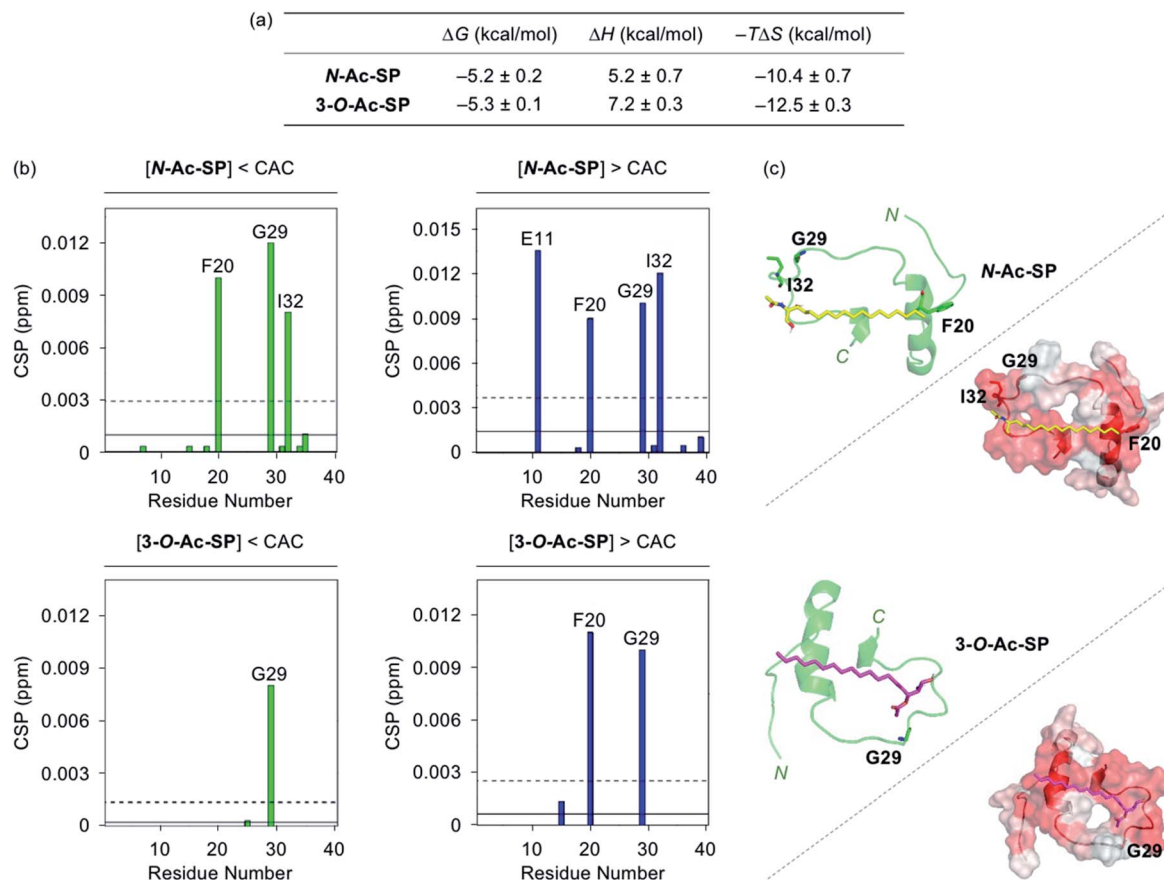 (a)
ΔG (kcal/mol) ΔH (kcal/mol) –TΔS (kcal/mol)
N-Ac-SP –5.2 ± 0.2 5.2 ± 0.7 –10.4 ± 0.7
3-O-Ac-SP –5.3 ± 0.1 7.2 ± 0.3 –12.5 ± 0.3
(b)
[N-Ac-SP] < CAC
CSP (ppm)
0.012
0.009
0.006
0.003
0
F20
G29
I32
0 10 20 30 40
Residue Number
[N-Ac-SP] > CAC
CSP (ppm)
0.015
0.012
0.009
0.006
0.003
0
E11
F20
G29
I32
0 10 20 30 40
Residue Number
(c)
N
G29
I32
N-Ac-SP
F20
C
G29
I32
F20
[3-O-Ac-SP] < CAC
CSP (ppm)
0.012
0.009
0.006
0.003
0
G29
0 10 20 30 40
Residue Number
[3-O-Ac-SP] > CAC
CSP (ppm)
0.012
0.009
0.006
0.003
0
F20
G29
0 10 20 30 40
Residue Number
C
3-O-Ac-SP
G29
N
G29